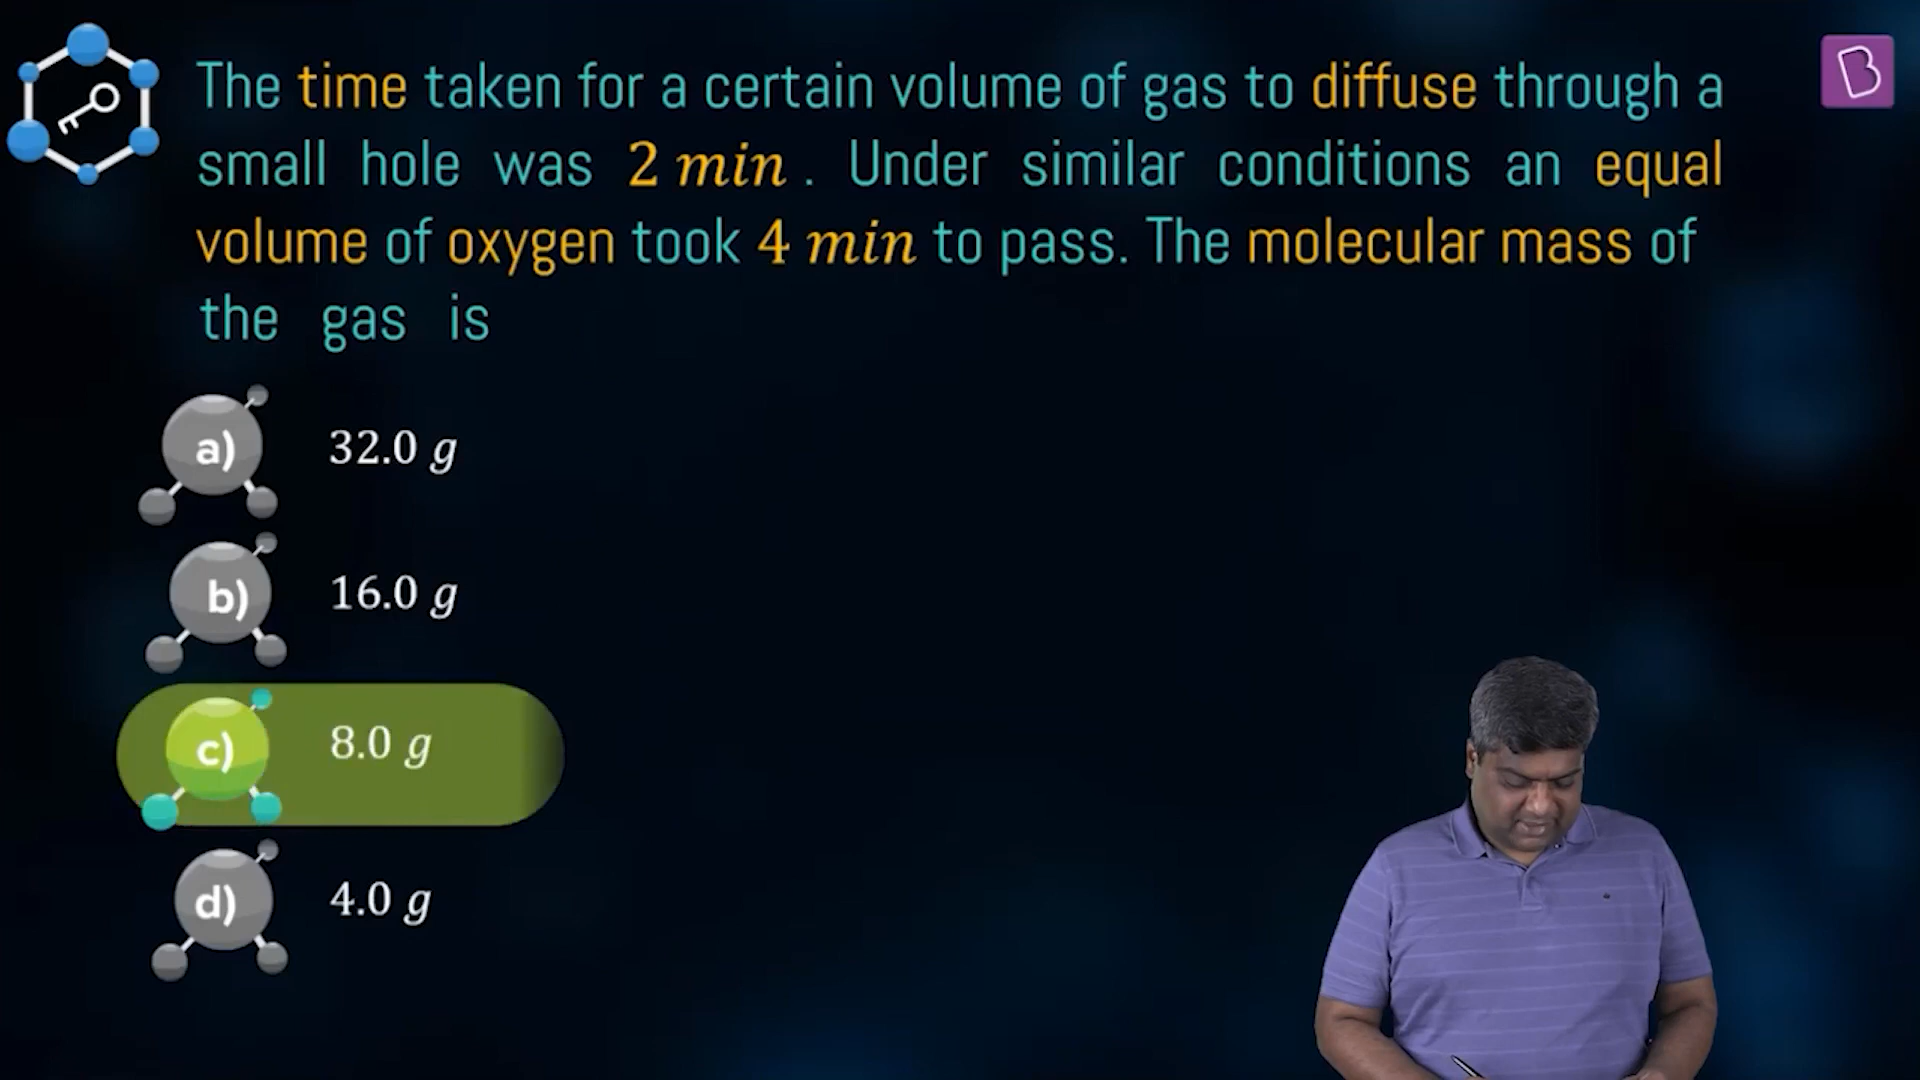 The time taken for a certain volume of gas to diffuse through a
small hole was 2 min . Under similar conditions an equal
volume of oxygen took 4 min to pass. The molecular mass of
the gas is
a) 32.0 g
b) 16.0 g
c) 8.0 g
d) 4.0 g
B